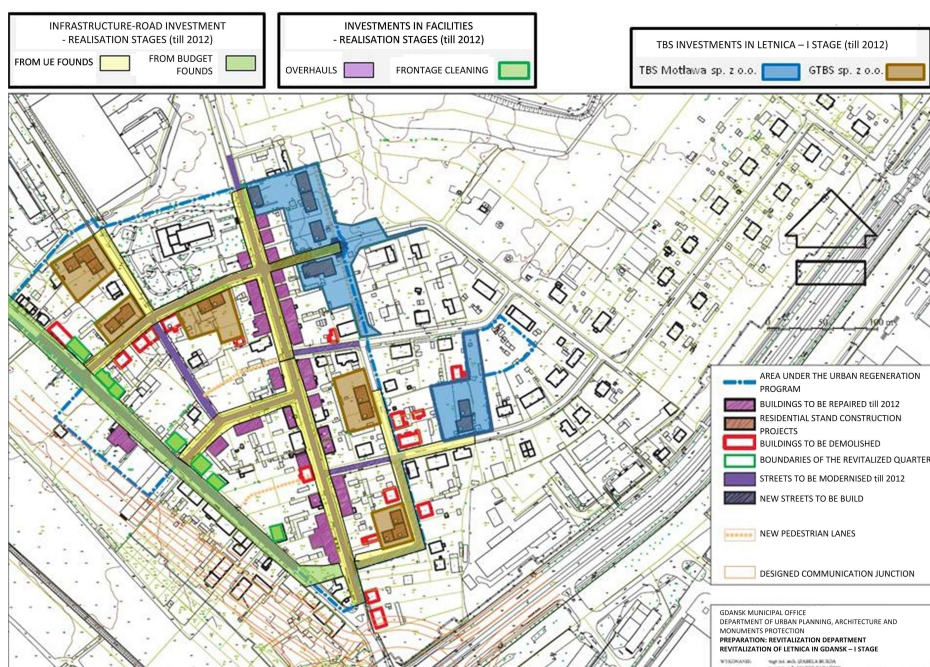 INFRASTRUCTURE-ROAD INVESTMENT
- REALISATION STAGES (till 2012)
FROM UE FOUNDS
FROM BUDGET
FOUNDS
INVESTMENTS IN FACILITIES
- REALISATION STAGES (till 2012)
OVERHAULS
FRONTAGE CLEANING
TBS INVESTMENTS IN LETNICA – I STAGE (till 2012)
TBS Motława sp. z o.o.
GTBS sp. z o.o.
50
100 m
AREA UNDER THE URBAN REGENERATION
PROGRAM
BUILDINGS TO BE REPAIRED till 2012
RESIDENTIAL STAND CONSTRUCTION
PROJECTS
BUILDINGS TO BE DEMOLISHED
BOUNDARIES OF THE REVITALIZED QUARTER
STREETS TO BE MODERNISED till 2012
NEW STREETS TO BE BUILD
NEW PEDESTRIAN LANES
DESIGNED COMMUNICATION JUNCTION
GDANSK MUNICIPAL OFFICE
DEPARTMENT OF URBAN PLANNING, ARCHITECTURE AND
MONUMENTS PROTECTION
PREPARATION: REVITALIZATION DEPARTMENT
REVITALIZATION OF LETNICA IN GDAŃSK – I STAGE